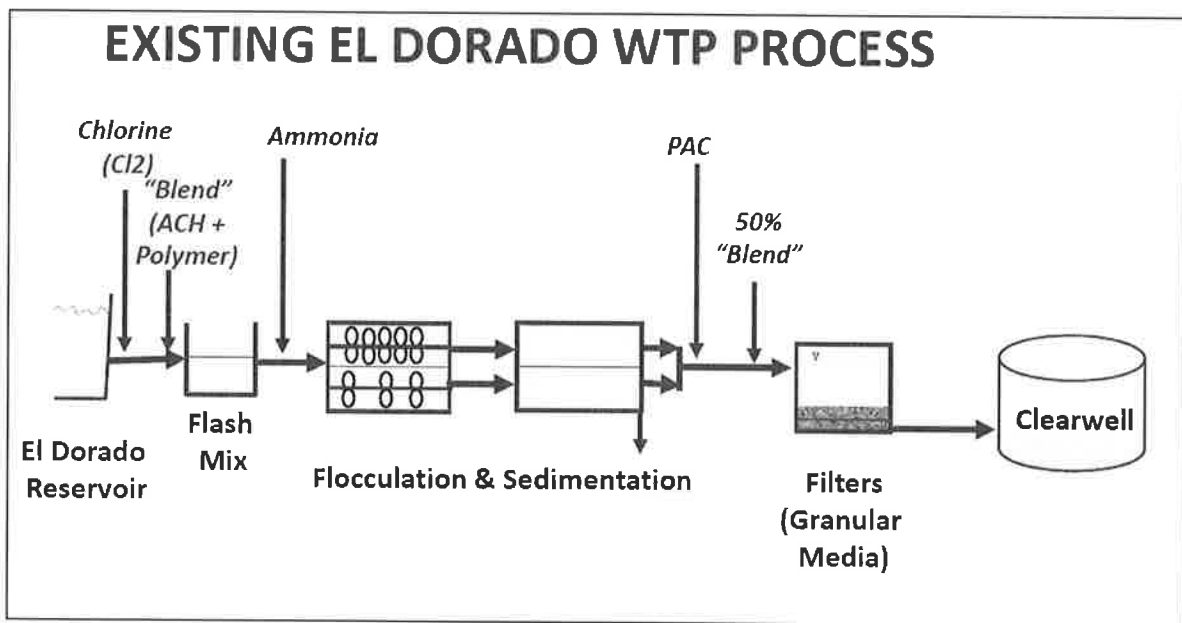 EXISTING EL DORADO WTP PROCESS
Chlorine
(Cl2)
"Blend"
(ACH +
Polymer)
Ammonia
PAC
50%
"Blend"
El Dorado
Reservoir
Flash
Mix
Flocculation & Sedimentation
Filters
(Granular
Media)
Clearwell